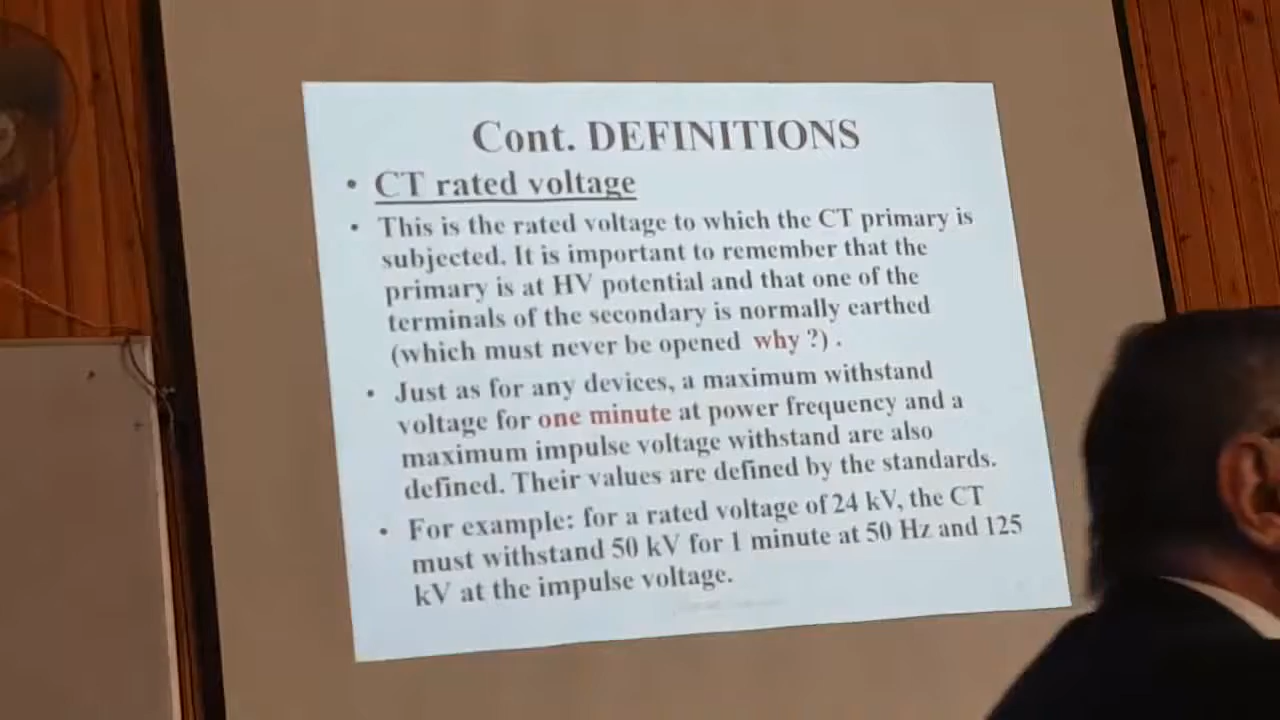 Cont. DEFINITIONS
• CT rated voltage
• This is the rated voltage to which the CT primary is
subjected. It is important to remember that the
primary is at HV potential and that one of the
terminals of the secondary is normally earthed
(which must never be opened why ?) .
• Just as for any devices, a maximum withstand
voltage for one minute at power frequency and a
maximum impulse voltage withstand are also
defined. Their values are defined by the standards.
• For example: for a rated voltage of 24 kV, the CT
must withstand 50 kV for 1 minute at 50 Hz and 125
kV at the impulse voltage.